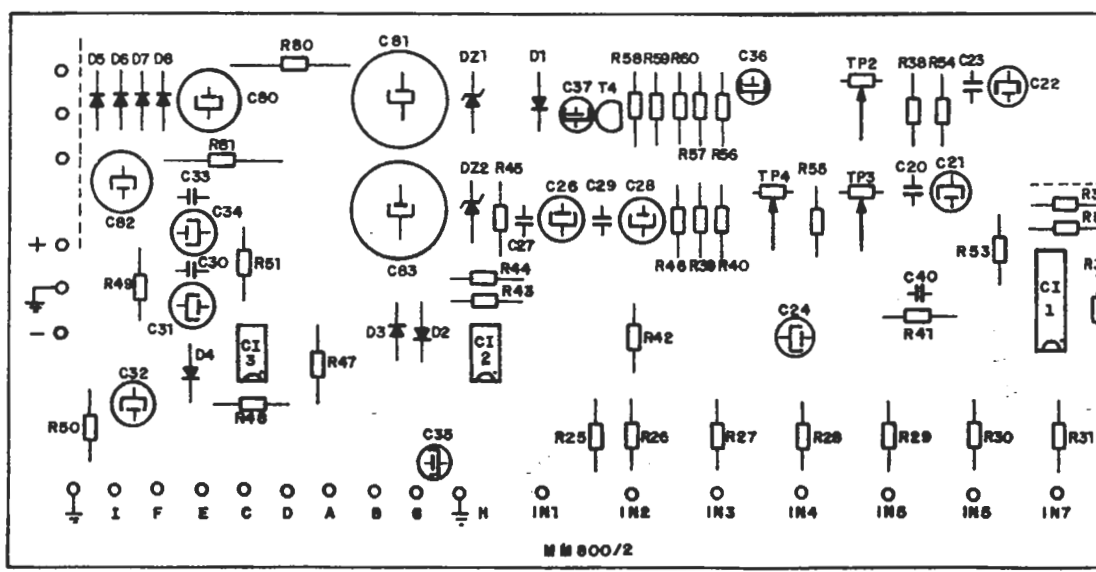 R80 C81
D5 D6 D7 D8 DZ1 D1 R58 R59 R60 C36 TP2 R38 R54 C23
C80 C37 T4 C22
R81 R57 R56
C33 DZ2 R45 C26 C29 C28 TP4 R55 TP3 C20 C21
C34
C82 C27
+ C30 R51 C83 R44 R46 R39 R40 R53
R49 R43 C40 CI 1
C31 C24
- D4 CI 3 R47 D3 D2 CI 2 R42 R41
C32
R50 R48 C35 R25 R26 R27 R28 R29 R30 R31
I F E C D A B G H IN1 IN2 IN3 IN4 IN5 IN6 IN7
MM800/2